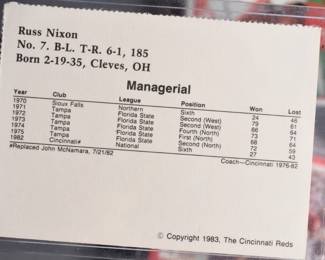 Russ Nixon
No. 7. B-L. T-R. 6-1, 185
Born 2-19-35, Cleves, OH
Managerial
Year Club League Position Won Lost
1970 Sioux Falls Northern Sixth 24 46
1971 Tampa Florida State Second (West) 79 61
1972 Tampa Florida State Second (West) 66 64
1973 Tampa Florida State Fourth (North) 73 71
1974 Tampa Florida State First (North) 68 64
1975 Tampa Florida State Second (North) 72 59
1982 Cincinnati# National Sixth 27 43
#Replaced John McNamara, 7/21/82 Coach—Cincinnati 1976-82
© Copyright 1983, The Cincinnati Reds